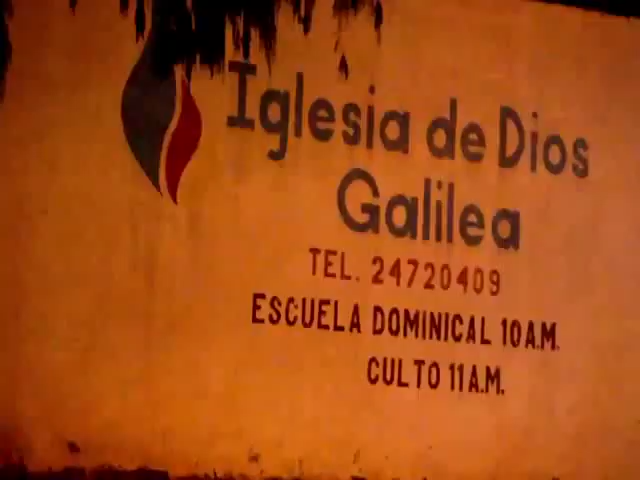 Iglesia de Dios
Galilea
TEL. 24720409
ESCUELA DOMINICAL 10A.M.
CULTO 11A.M.